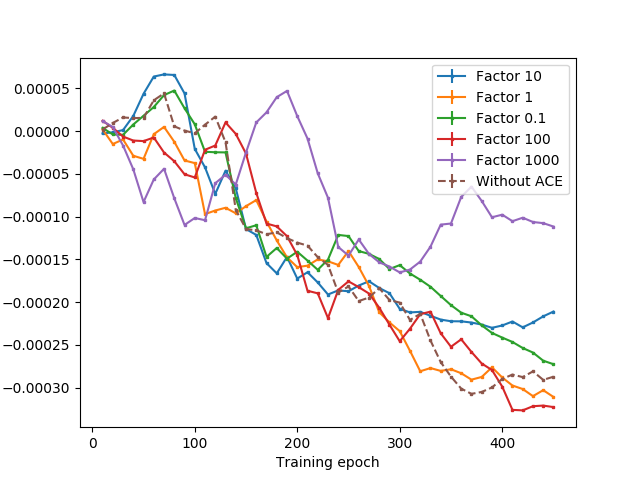 0.00005
0.00000
−0.00005
−0.00010
−0.00015
−0.00020
−0.00025
−0.00030
0
100
200
300
400
Training epoch
Factor 10
Factor 1
Factor 0.1
Factor 100
Factor 1000
Without ACE